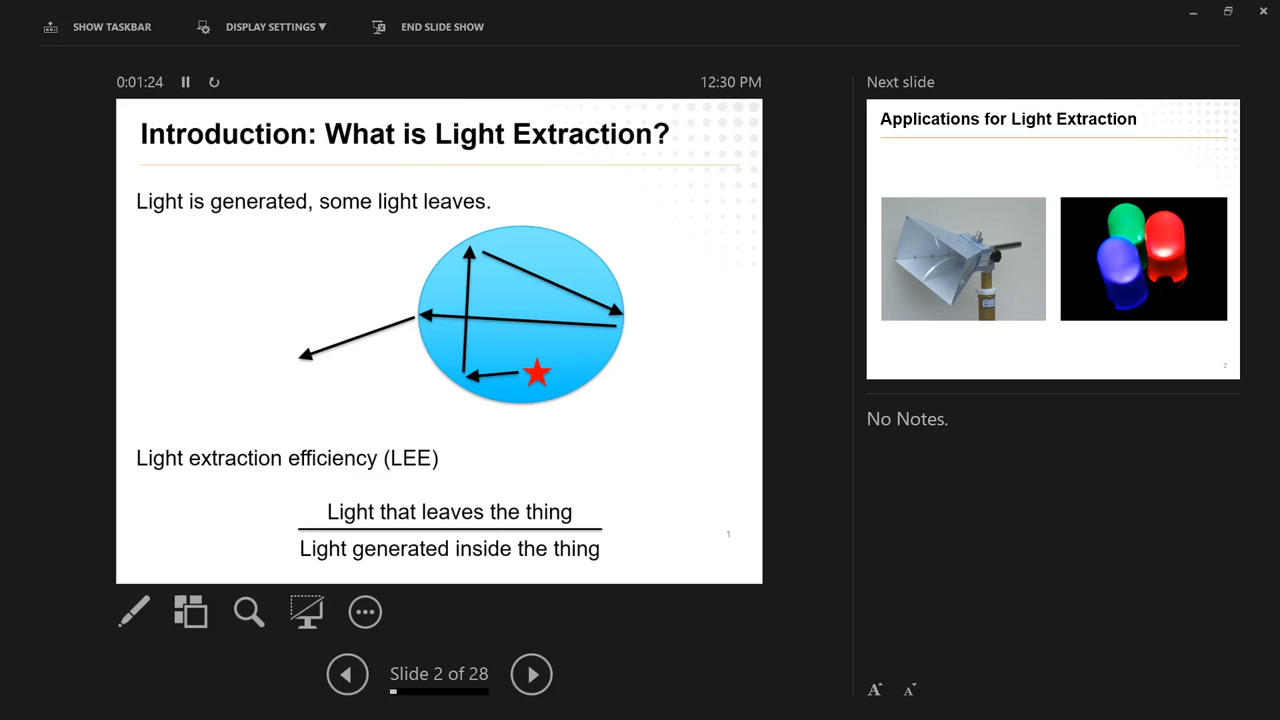 SHOW TASKBAR
DISPLAY SETTINGS ▼
END SLIDE SHOW
0:01:24
12:30 PM
Introduction: What is Light Extraction?
Light is generated, some light leaves.
Light extraction efficiency (LEE)
Light that leaves the thing
Light generated inside the thing
1
Slide 2 of 28
Next slide
Applications for Light Extraction
2
No Notes.
A A